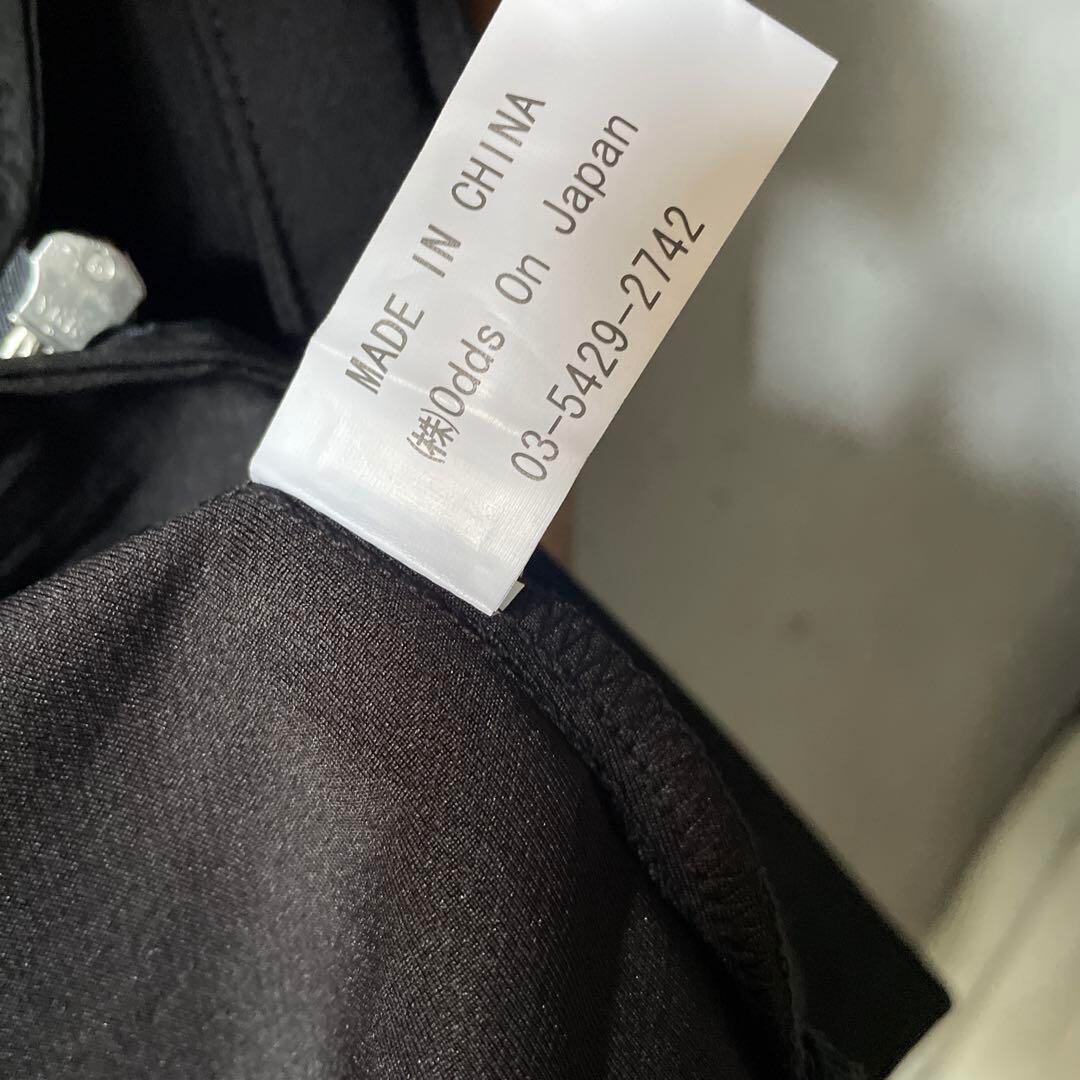 MADE IN CHINA
㈱Odds On Japan
03-5429-2742